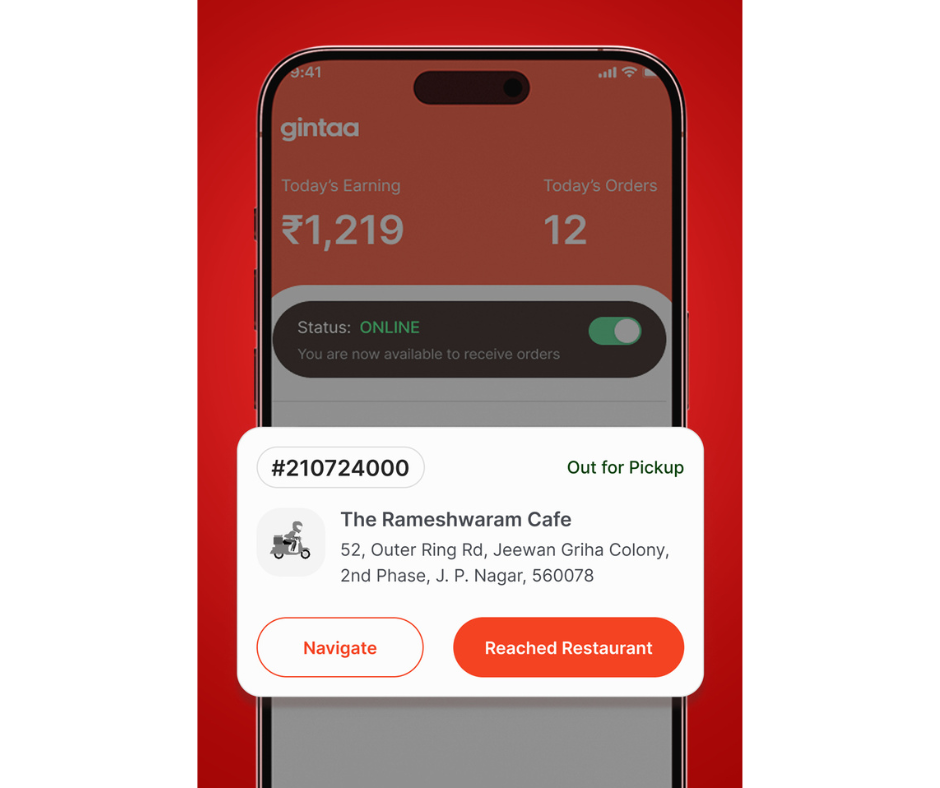 9:41
gintaa
Today's Earning
Today's Orders
₹1,219
12
Status: ONLINE
You are now available to receive orders
#210724000
Out for Pickup
The Rameshwaram Cafe
52, Outer Ring Rd, Jeewan Griha Colony,
2nd Phase, J. P. Nagar, 560078
Navigate
Reached Restaurant